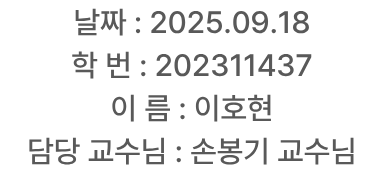 날짜 : 2025.09.18
학 번 : 202311437
이 름 : 이호현
담당 교수님 : 손봉기 교수님